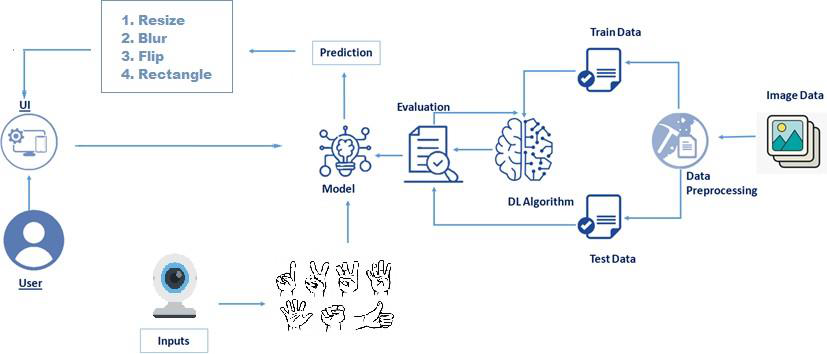 1. Resize
2. Blur
3. Flip
4. Rectangle
Prediction
Train Data
UI
Evaluation
Image Data
Model
DL Algorithm
Data
Preprocessing
User
Test Data
Inputs